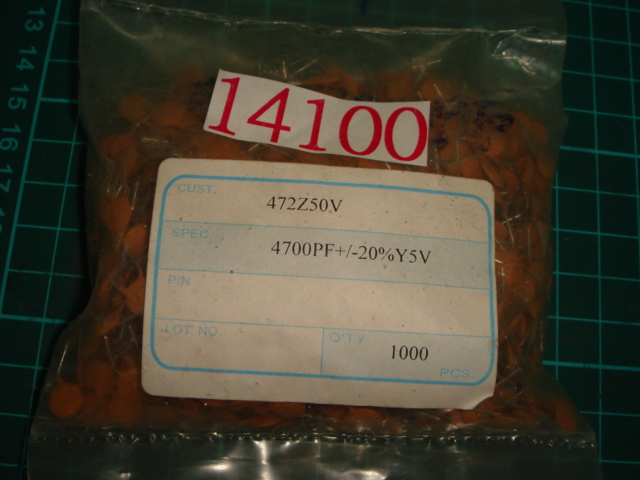 13 14 15 16 17
14100
CUST.
472Z50V
SPEC
4700PF+/-20%Y5V
P/N
LOT NO
Q'TY
1000
PCS